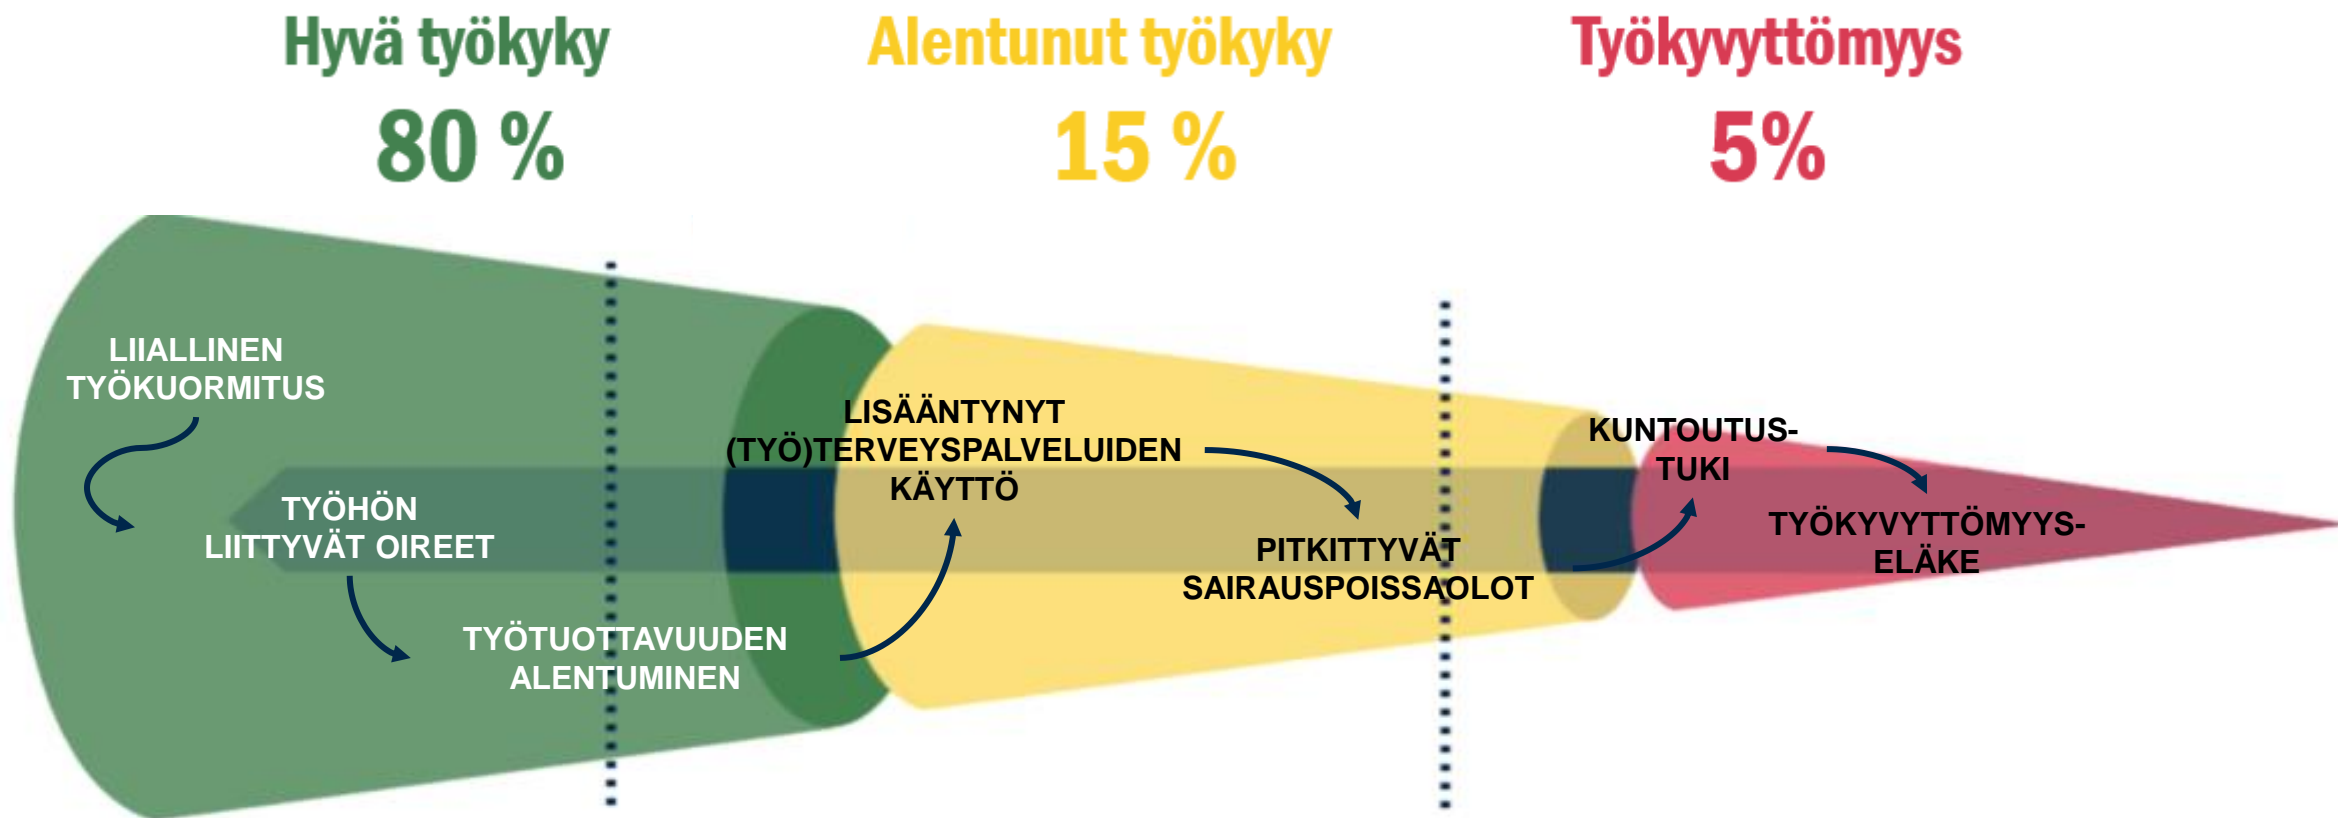 Hyvä työkyky
80 %
Alentunut työkyky
15 %
Työkyvyttömyys
5%
LIIALLINEN
TYÖKUORMITUS
TYÖHÖN
LIITTYVÄT OIREET
TYÖTUOTTAVUUDEN
ALENTUMINEN
LISÄÄNTYNYT
(TYÖ)TERVEYSPALVELUIDEN
KÄYTTÖ
PITKITTYVÄT
SAIRAUSPOISSAOLOT
KUNTOUTUS-
TUKI
TYÖKYVYTTÖMYYS-
ELÄKE